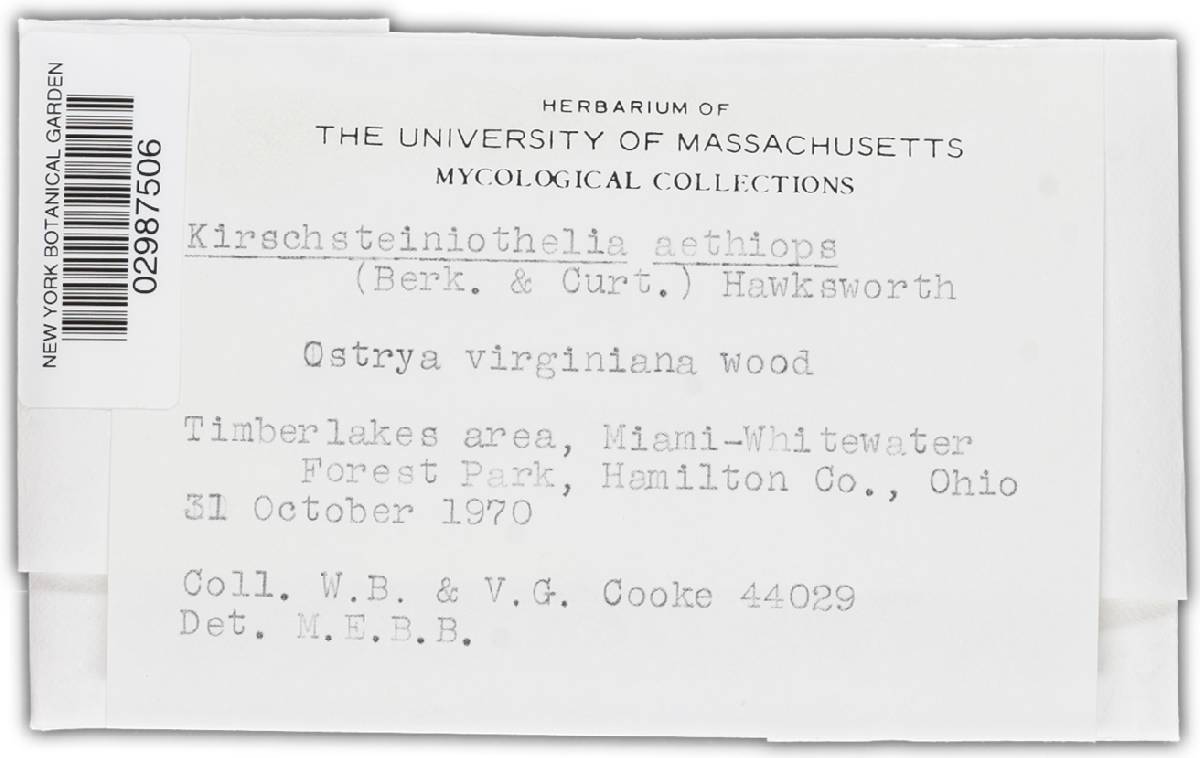 NEW YORK BOTANICAL GARDEN
02987506
HERBARIUM OF
THE UNIVERSITY OF MASSACHUSETTS
MYCOLOGICAL COLLECTIONS
Kirschsteiniothelia aethiops
(Berk. & Curt.) Hawksworth
Ostrya virginiana wood
Timberlakes area, Miami-Whitewater
Forest Park, Hamilton Co., Ohio
31 October 1970
Coll. W.B. & V.G. Cooke 44029
Det. M.E.B.B.